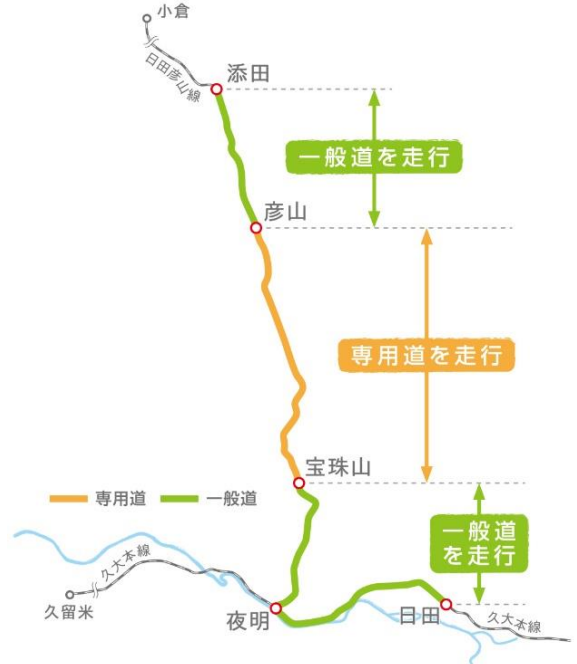 小倉
日田彦山線
添田
一般道を走行
彦山
専用道を走行
宝珠山
専用道
一般道
一般道
を走行
久大本線
久留米
夜明
日田
久大本線